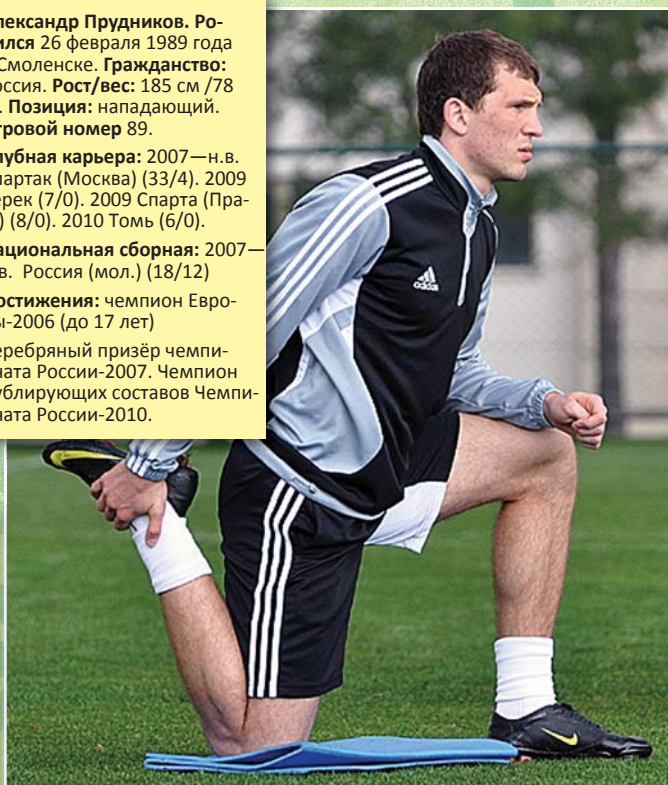 лександр Прудников. Ро-
ился 26 февраля 1989 года
Смоленске. Гражданство:
оссия. Рост/вес: 185 см /78
. Позиция: нападающий.
гровой номер 89.
лубная карьера: 2007—н.в.
партак (Москва) (33/4). 2009
ерек (7/0). 2009 Спарта (Пра-
) (8/0). 2010 Томь (6/0).
ациональная сборная: 2007—
в. Россия (мол.) (18/12)
остижения: чемпион Евро-
ы-2006 (до 17 лет)
еребряный призёр чемпи-
ната России-2007. Чемпион
ублирующих составов Чемпи-
ната России-2010.
adidas